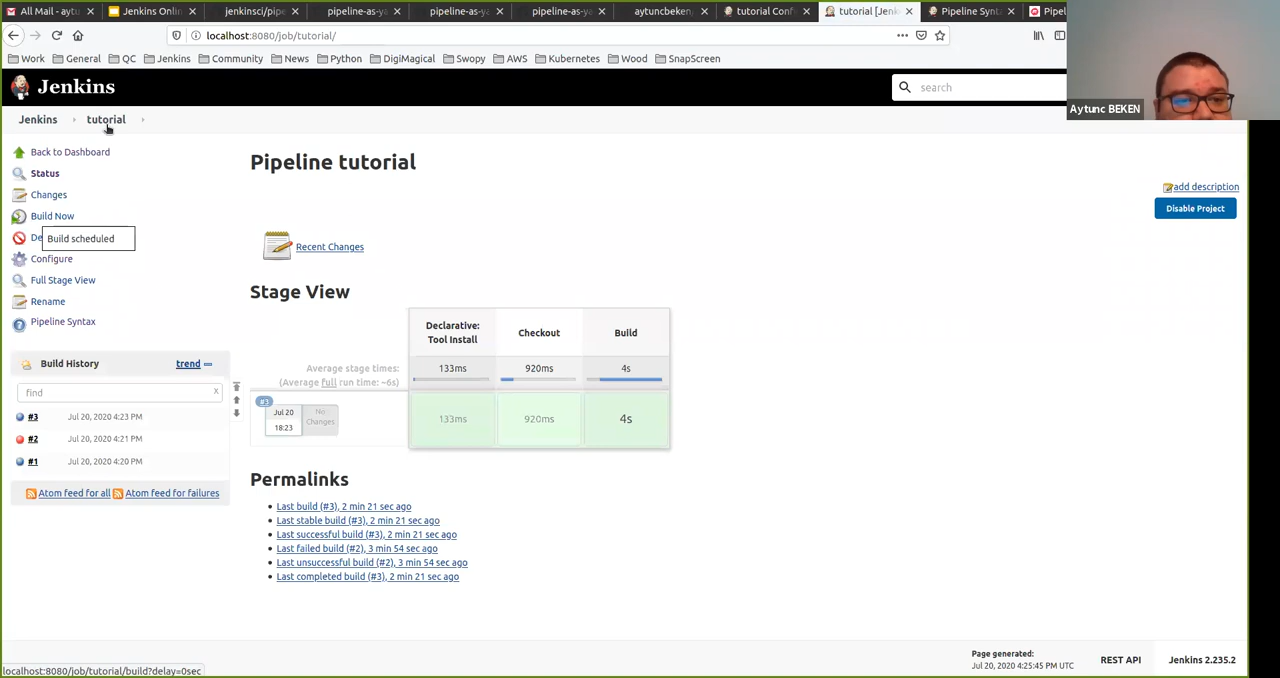 All Mail - aytu
Jenkins Onlin
jenkinsci/pipe
pipeline-as-ya
pipeline-as-ya
pipeline-as-ya
aytuncbeken
tutorial Conf
tutorial [Jenk
Pipeline Synta
Pipel
localhost:8080/job/tutorial/
Work General QC Jenkins Community News Python DigiMagical Swopy AWS Kubernetes Wood SnapScreen
Jenkins
search
Aytunc BEKEN
Jenkins tutorial
Back to Dashboard
Status
Changes
Build Now
De
Build scheduled
Configure
Full Stage View
Rename
Pipeline Syntax
Build History trend
find x
#3 Jul 20, 2020 4:23 PM
#2 Jul 20, 2020 4:21 PM
#1 Jul 20, 2020 4:20 PM
Atom feed for all Atom feed for failures
Pipeline tutorial
add description
Disable Project
Recent Changes
Stage View
Declarative: Tool Install
Checkout
Build
Average stage times:
(Average full run time: ~6s)
133ms 920ms 4s
#3
Jul 20
18:23
No Changes
133ms 920ms 4s
Permalinks
Last build (#3), 2 min 21 sec ago
Last stable build (#3), 2 min 21 sec ago
Last successful build (#3), 2 min 21 sec ago
Last failed build (#2), 3 min 54 sec ago
Last unsuccessful build (#2), 3 min 54 sec ago
Last completed build (#3), 2 min 21 sec ago
localhost:8080/job/tutorial/build?delay=0sec
Page generated:
Jul 20, 2020 4:25:45 PM UTC
REST API
Jenkins 2.235.2